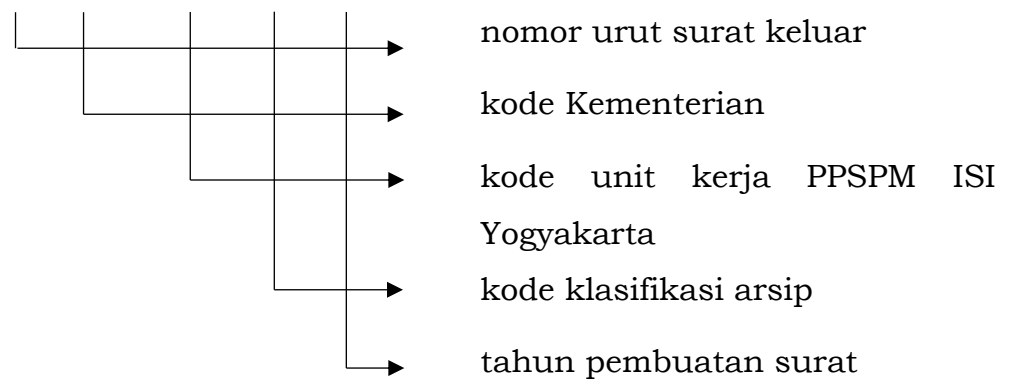 nomor urut surat keluar
kode Kementerian
kode unit kerja PPSPM ISI
Yogyakarta
kode klasifikasi arsip
tahun pembuatan surat